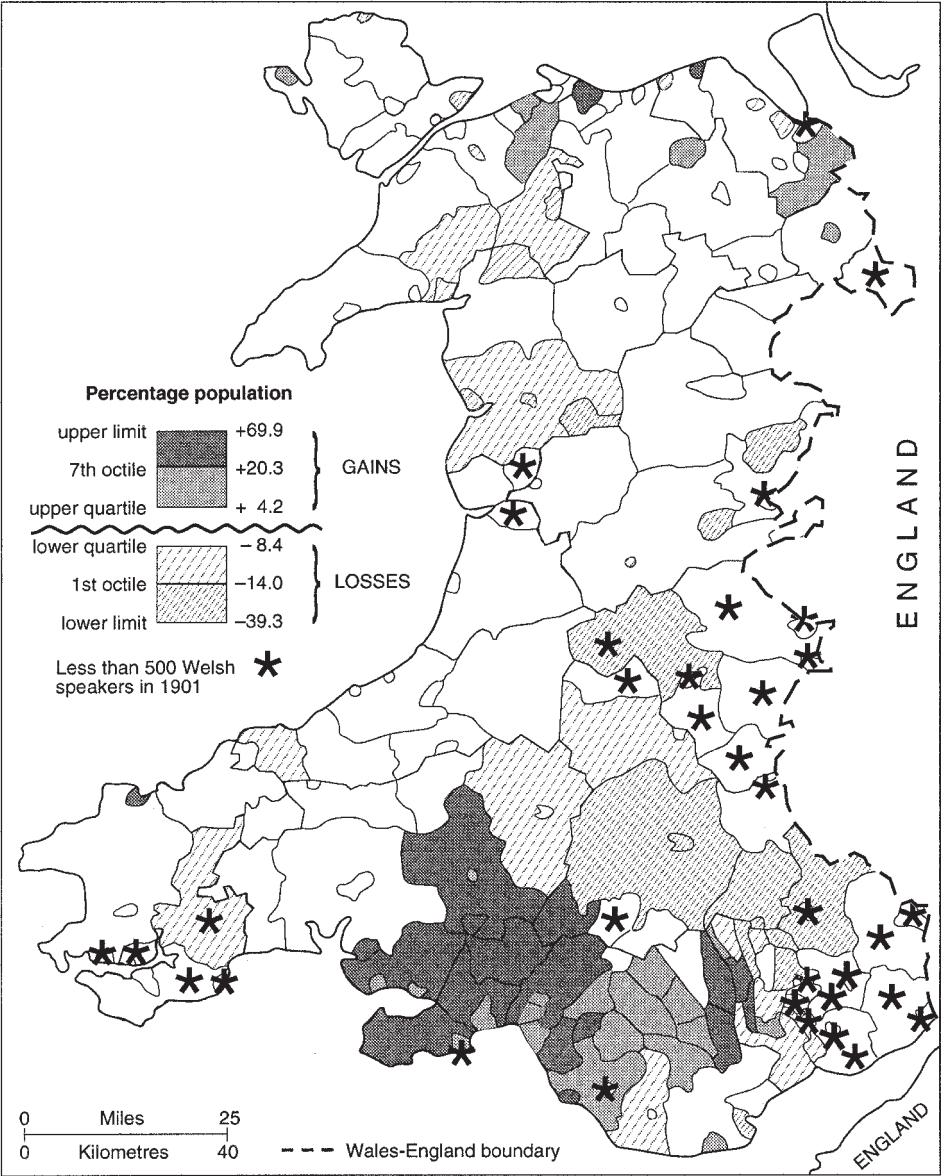 ENGLAND
Percentage population
upper limit +69.9
7th octile +20.3
upper quartile + 4.2
GAINS
lower quartile – 8.4
1st octile –14.0
lower limit –39.3
LOSSES
Less than 500 Welsh
speakers in 1901
0 Miles 25
0 Kilometres 40
Wales-England boundary
ENGLAND